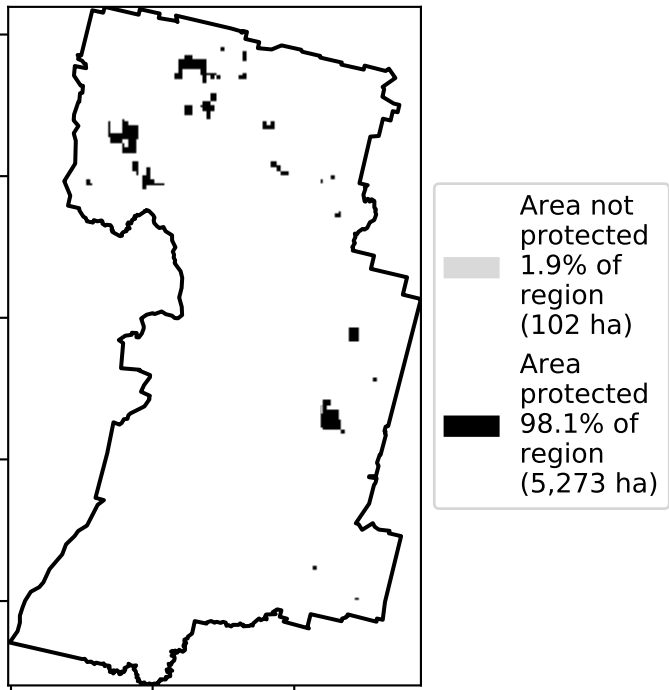 Area not
protected
1.9% of
region
(102 ha)
Area
protected
98.1% of
region
(5,273 ha)